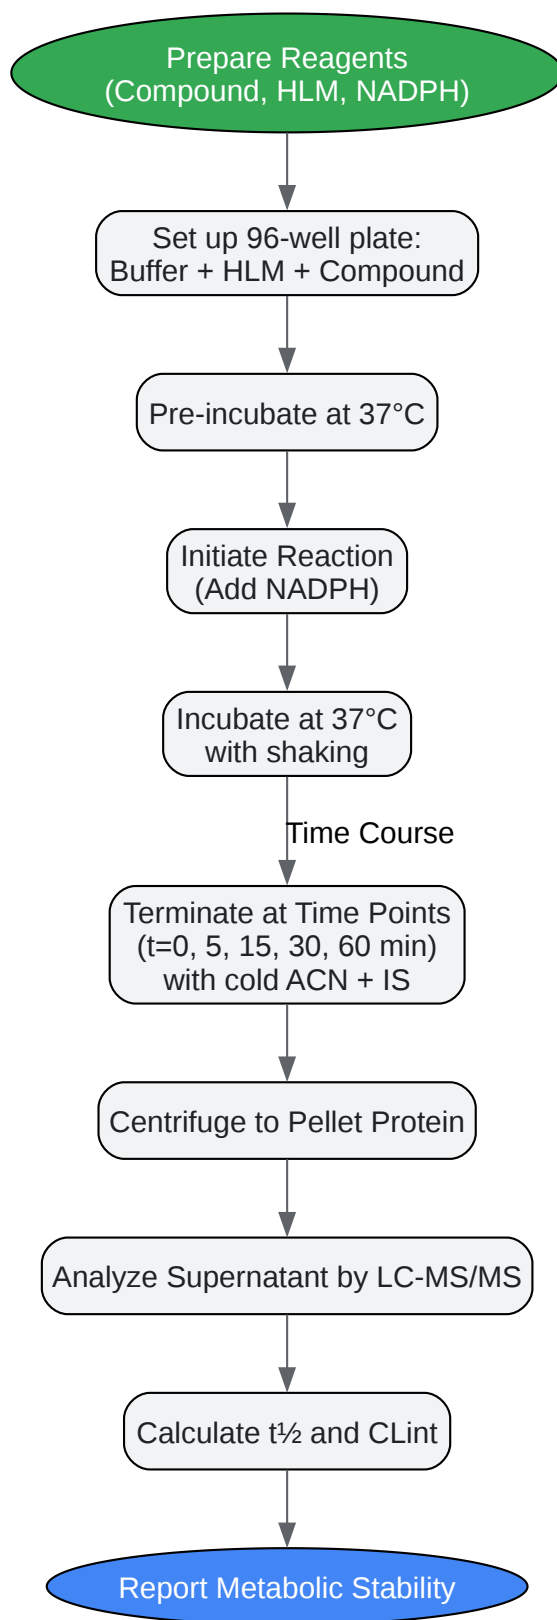 Prepare Reagents
(Compound, HLM, NADPH)
Set up 96-well plate:
Buffer + HLM + Compound
Pre-incubate at 37°C
Initiate Reaction
(Add NADPH)
Incubate at 37°C
with shaking
Time Course
Terminate at Time Points
(t=0, 5, 15, 30, 60 min)
with cold ACN + IS
Centrifuge to Pellet Protein
Analyze Supernatant by LC-MS/MS
Calculate t½ and CLint
Report Metabolic Stability